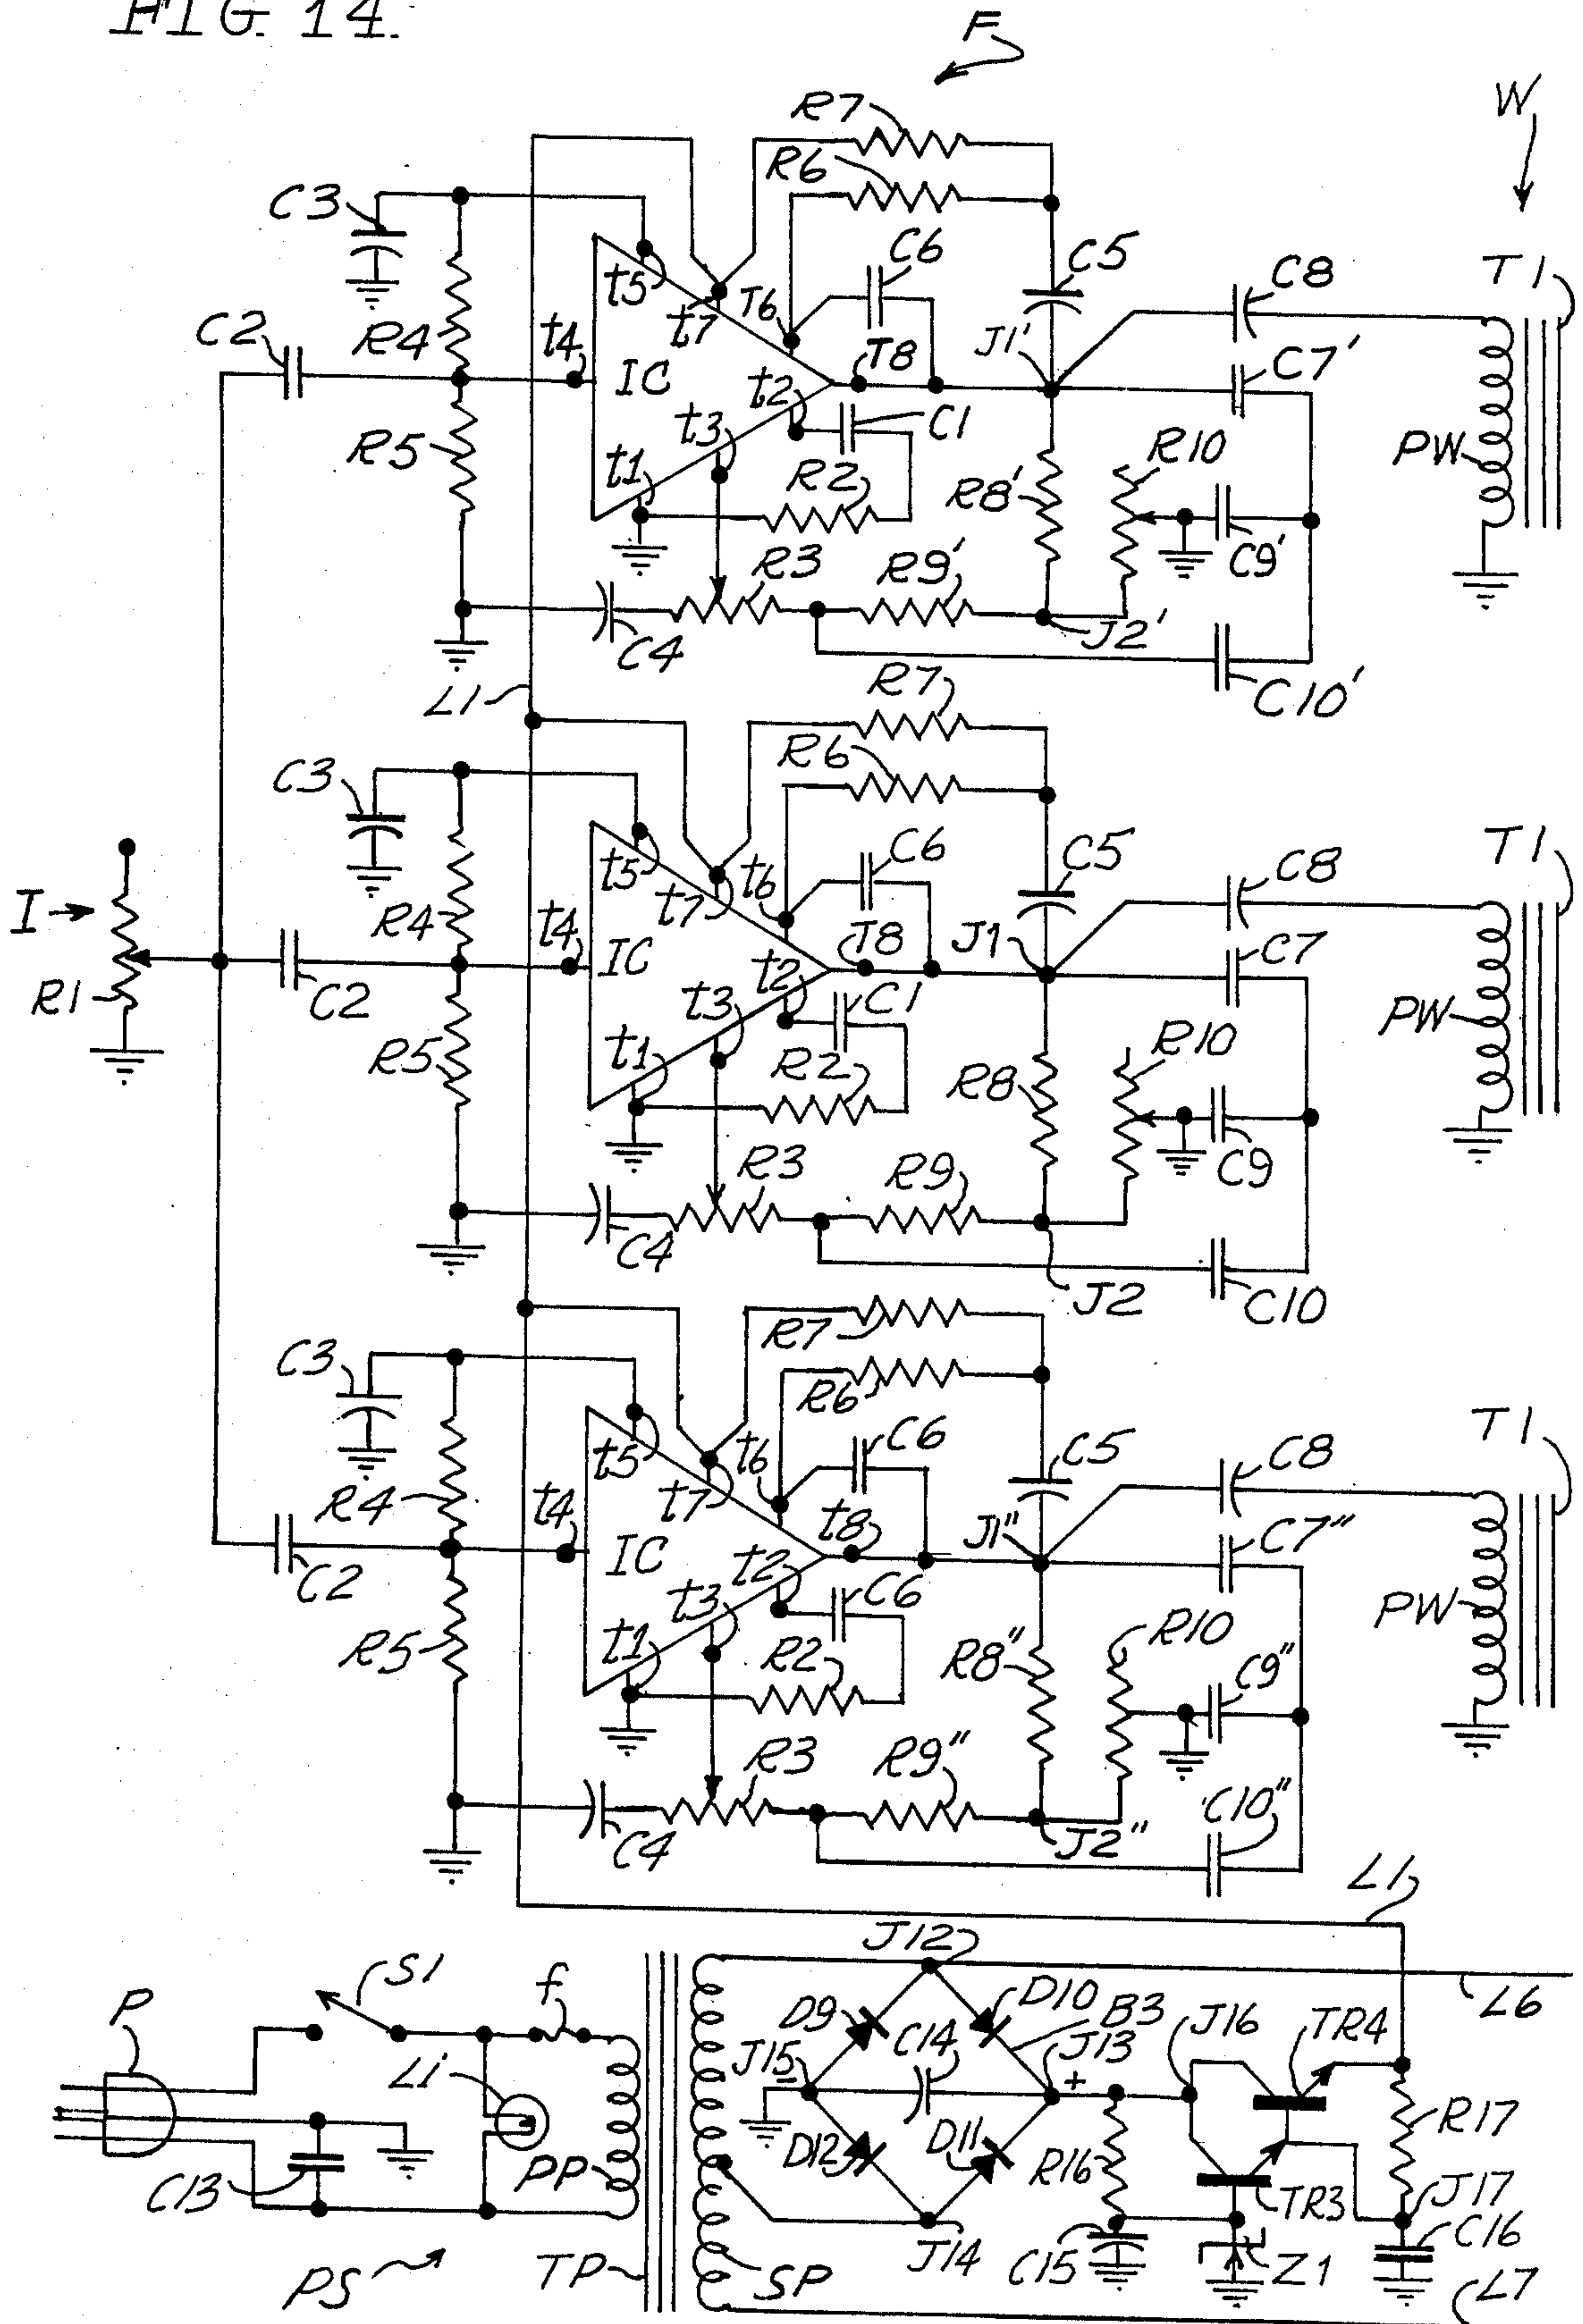 FIG. 14.
F
W
R7
R6
C3
C6
C5
C8
T1
t5
t7
T6
C2
R4
t4
IC
T8
J1'
C7'
t2
C1
PW
R5
t3
t1
R2
R8'
R10
C9'
R3
R9'
C4
J2'
C10'
L1
R7
R6
C3
C6
C5
C8
T1
t5
t7
t6
I
R4
t4
IC
J8
J1
C7
R1
C2
t2
C1
PW
R5
t3
t1
R2
R8
R10
C9
R3
R9
C4
J2
C10
R7
R6
C3
C6
C5
C8
T1
t5
t7
t6
R4
t4
IC
t8
J1"
C7"
C2
t2
C6
PW
R5
t3
t1
R2
R8"
R10
C9"
R3
R9"
C4
J2"
C10"
L1
J12
S1
f
P
D9
D10
B3
J16
TR4
L6
Li
J15
C14
J13
-
+
D12
D11
R16
R17
C13
PP
TR3
J17
PS
TP
SP
J14
C15
Z1
C16
L7